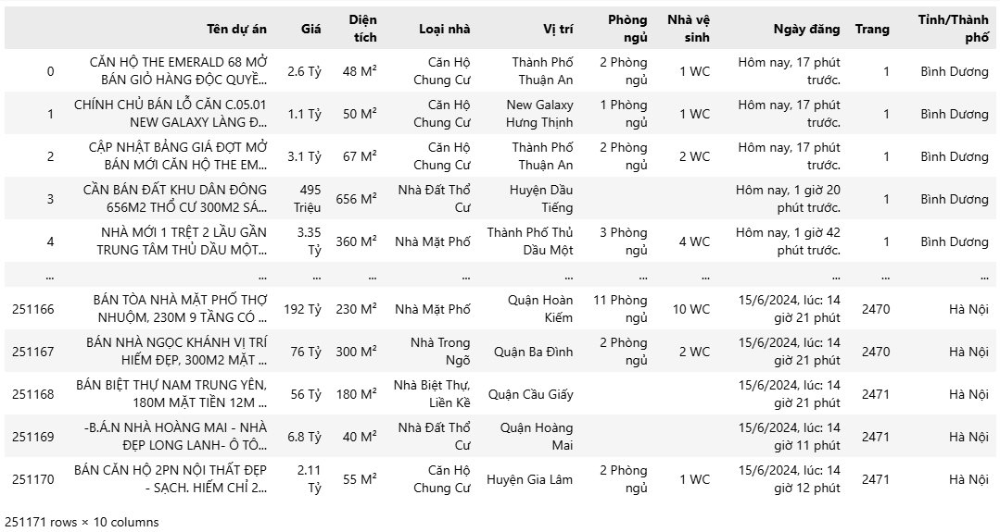 Tên dự án Giá Diện tích Loại nhà Vị trí Phòng ngủ Nhà vệ sinh Ngày đăng Trang Tỉnh/Thành phố
0 CĂN HỘ THE EMERALD 68 MỞ BÁN GIỎ HÀNG ĐỘC QUYỀ... 2.6 Tỷ 48 M² Căn Hộ Chung Cư Thành Phố Thuận An 2 Phòng ngủ 1 WC Hôm nay, 17 phút trước. 1 Bình Dương
1 CHÍNH CHỦ BÁN LỖ CĂN C.05.01 NEW GALAXY LÀNG Đ... 1.1 Tỷ 50 M² Căn Hộ Chung Cư New Galaxy Hưng Thịnh 1 Phòng ngủ 1 WC Hôm nay, 17 phút trước. 1 Bình Dương
2 CẬP NHẬT BẢNG GIÁ ĐỢT MỞ BÁN MỚI CĂN HỘ THE EM... 3.1 Tỷ 67 M² Căn Hộ Chung Cư Thành Phố Thuận An 2 Phòng ngủ 2 WC Hôm nay, 17 phút trước. 1 Bình Dương
3 CẦN BÁN ĐẤT KHU DÂN ĐÔNG 656M2 THỔ CƯ 300M2 SÁ... 495 Triệu 656 M² Nhà Đất Thổ Cư Huyện Dầu Tiếng Hôm nay, 1 giờ 20 phút trước. 1 Bình Dương
4 NHÀ MỚI 1 TRỆT 2 LẦU GẦN TRUNG TÂM THỦ DẦU MỘT... 3.35 Tỷ 360 M² Nhà Mặt Phố Thành Phố Thủ Dầu Một 3 Phòng ngủ 4 WC Hôm nay, 1 giờ 42 phút trước. 1 Bình Dương
... ... ... ... ... ... ... ... ... ... ...
251166 BÁN TÒA NHÀ MẶT PHỐ THỢ NHUỘM, 230M 9 TẦNG CÓ ... 192 Tỷ 230 M² Nhà Mặt Phố Quận Hoàn Kiếm 11 Phòng ngủ 10 WC 15/6/2024, lúc: 14 giờ 21 phút 2470 Hà Nội
251167 BÁN NHÀ NGỌC KHÁNH VỊ TRÍ HIẾM ĐẸP, 300M2 MẶT ... 76 Tỷ 300 M² Nhà Trong Ngõ Quận Ba Đình 2 Phòng ngủ 2 WC 15/6/2024, lúc: 14 giờ 21 phút 2470 Hà Nội
251168 BÁN BIỆT THỰ NAM TRUNG YÊN, 180M MẶT TIỀN 12M ... 56 Tỷ 180 M² Nhà Biệt Thự, Liền Kề Quận Cầu Giấy 15/6/2024, lúc: 14 giờ 21 phút 2471 Hà Nội
251169 -B.Á.N NHÀ HOÀNG MAI - NHÀ ĐẸP LONG LANH- Ô TÔ... 6.8 Tỷ 40 M² Nhà Đất Thổ Cư Quận Hoàng Mai 15/6/2024, lúc: 14 giờ 11 phút 2471 Hà Nội
251170 BÁN CĂN HỘ 2PN NỘI THẤT ĐẸP - SẠCH. HIẾM CHỈ 2... 2.11 Tỷ 55 M² Căn Hộ Chung Cư Huyện Gia Lâm 2 Phòng ngủ 1 WC 15/6/2024, lúc: 14 giờ 12 phút 2471 Hà Nội
251171 rows × 10 columns